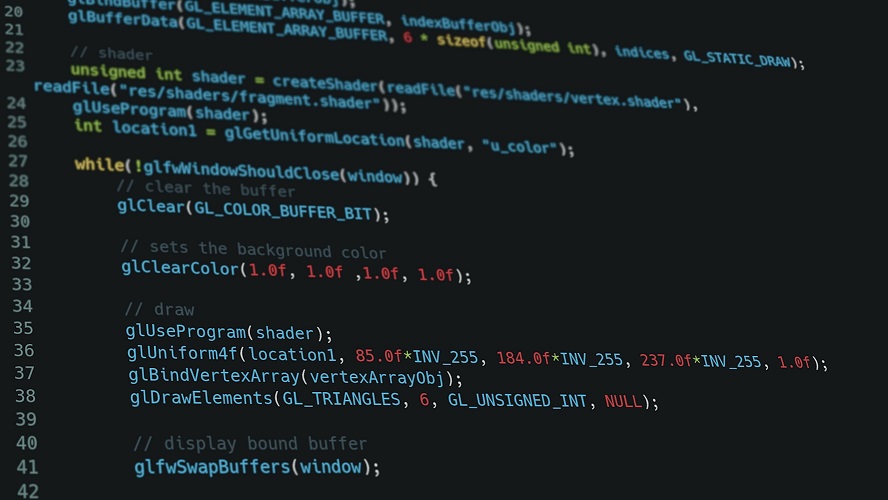 20 glBindBuffer(GL_ELEMENT_ARRAY_BUFFER, indexBufferObj);
21 glBufferData(GL_ELEMENT_ARRAY_BUFFER, 6 * sizeof(unsigned int), indices, GL_STATIC_DRAW);
22 // shader
23 unsigned int shader = createShader(readFile("res/shaders/vertex.shader"),
readFile("res/shaders/fragment.shader"));
24 glUseProgram(shader);
25 int location1 = glGetUniformLocation(shader, "u_color");
26
27 while(!glfwWindowShouldClose(window)) {
28 // clear the buffer
29 glClear(GL_COLOR_BUFFER_BIT);
30
31 // sets the background color
32 glClearColor(1.0f, 1.0f ,1.0f, 1.0f);
33
34 // draw
35 glUseProgram(shader);
36 glUniform4f(location1, 85.0f*INV_255, 184.0f*INV_255, 237.0f*INV_255, 1.0f);
37 glBindVertexArray(vertexArrayObj);
38 glDrawElements(GL_TRIANGLES, 6, GL_UNSIGNED_INT, NULL);
39
40 // display bound buffer
41 glfwSwapBuffers(window);
42